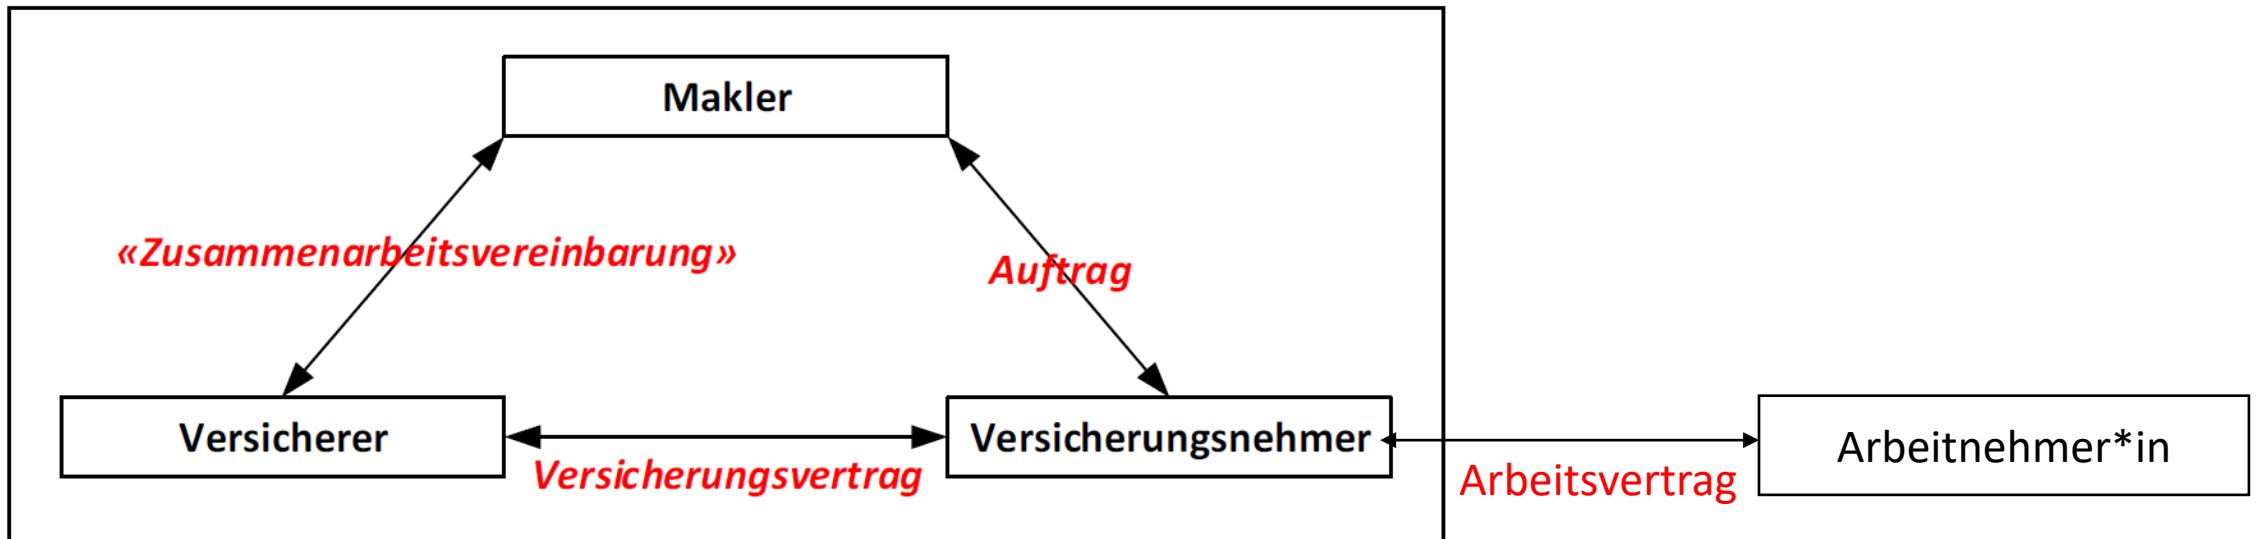 Makler
«Zusammenarbeitsvereinbarung»
Auftrag
Versicherer
Versicherungsvertrag
Versicherungsnehmer
Arbeitsvertrag
Arbeitnehmer*in